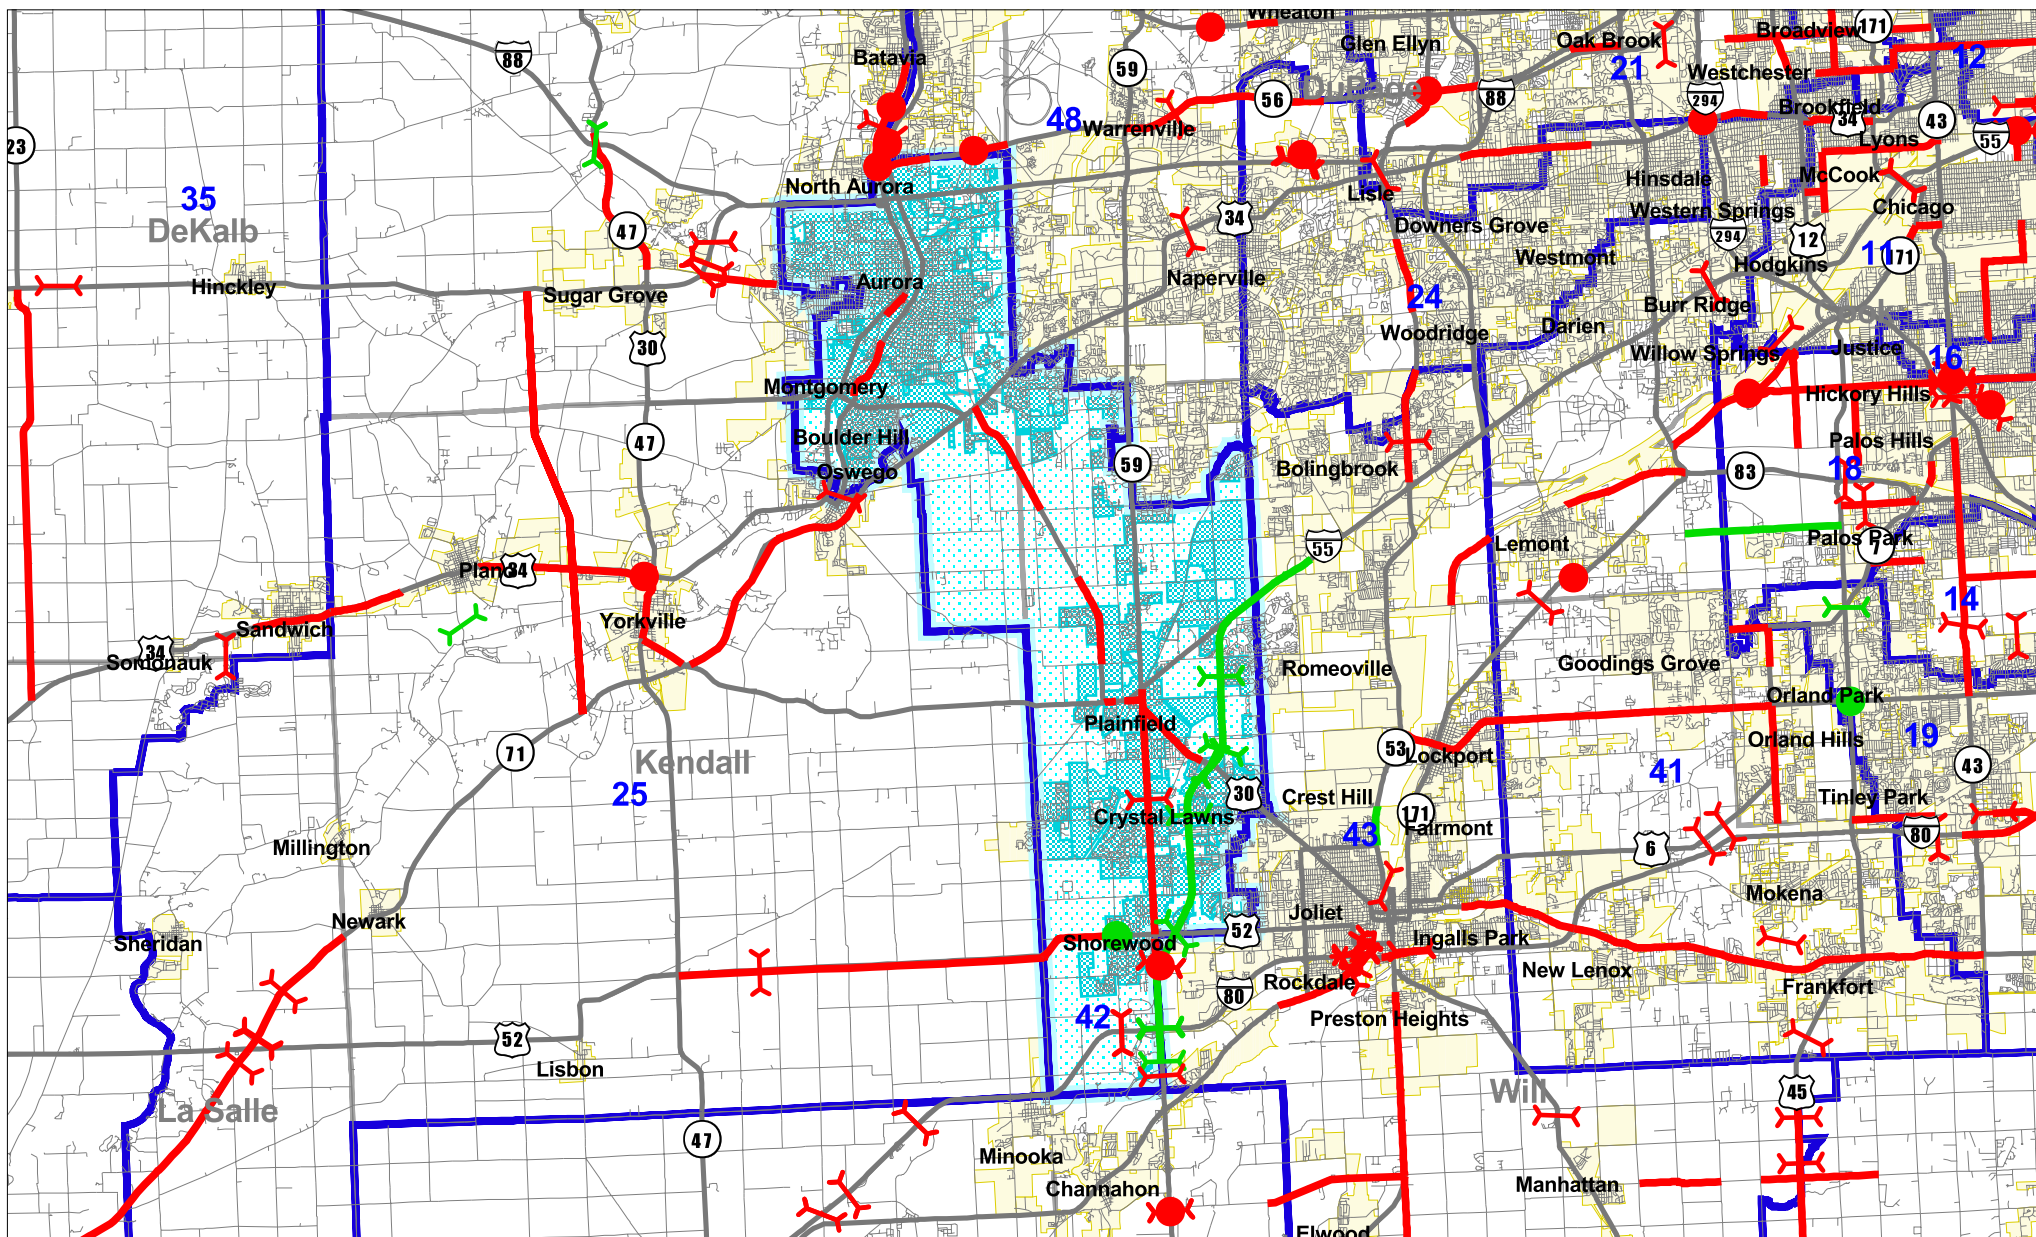 Wheaton
Broadview
171
Glen Ellyn
Oak Brook
Batavia
88
59
21
12
Westchester
DuPage
56
88
294
Brookfield
34
43
48
Warrenville
Lyons
55
23
35
DeKalb
North Aurora
Lisle
Hinsdale
McCook
Western Springs
Chicago
34
Downers Grove
47
294
12
Westmont
11
171
Hodgkins
Hinckley
Sugar Grove
Aurora
Naperville
24
Burr Ridge
Cook
Woodridge
Darien
30
Willow Springs
Justice
16
Montgomery
Hickory Hills
47
Boulder Hill
Palos Hills
Oswego
59
Bolingbrook
83
18
Lemont
55
Palos Park
7
Plano
34
14
Yorkville
Sandwich
34
Somonauk
Romeoville
Goodings Grove
Orland Park
Plainfield
71
Kendall
53
Lockport
Orland Hills
19
25
41
43
30
Crest Hill
Tinley Park
Crystal Lawns
171
Fairmont
43
80
Millington
6
Mokena
Newark
Joliet
52
Sheridan
Shorewood
Ingalls Park
New Lenox
Rockdale
80
Frankfort
42
Preston Heights
52
Lisbon
La Salle
Will
45
47
Minooka
Channahon
Manhattan
Elwood